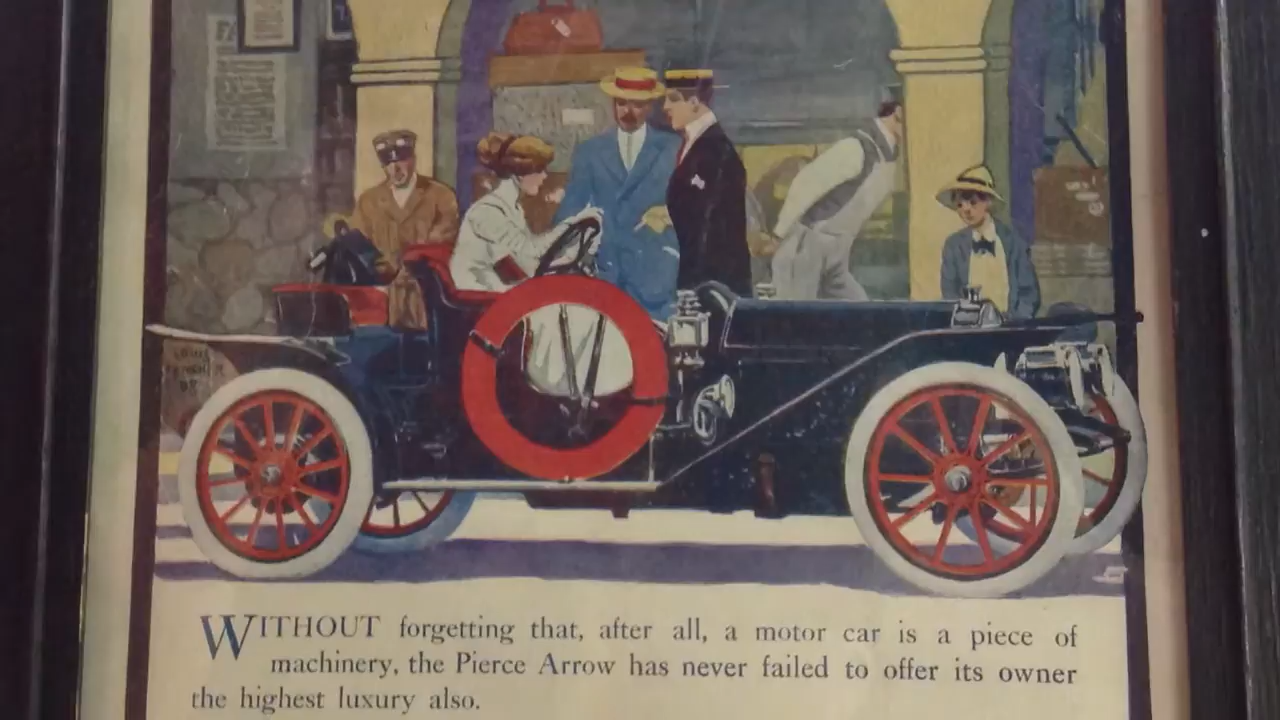 WITHOUT forgetting that, after all, a motor car is a piece of
machinery, the Pierce Arrow has never failed to offer its owner
the highest luxury also.